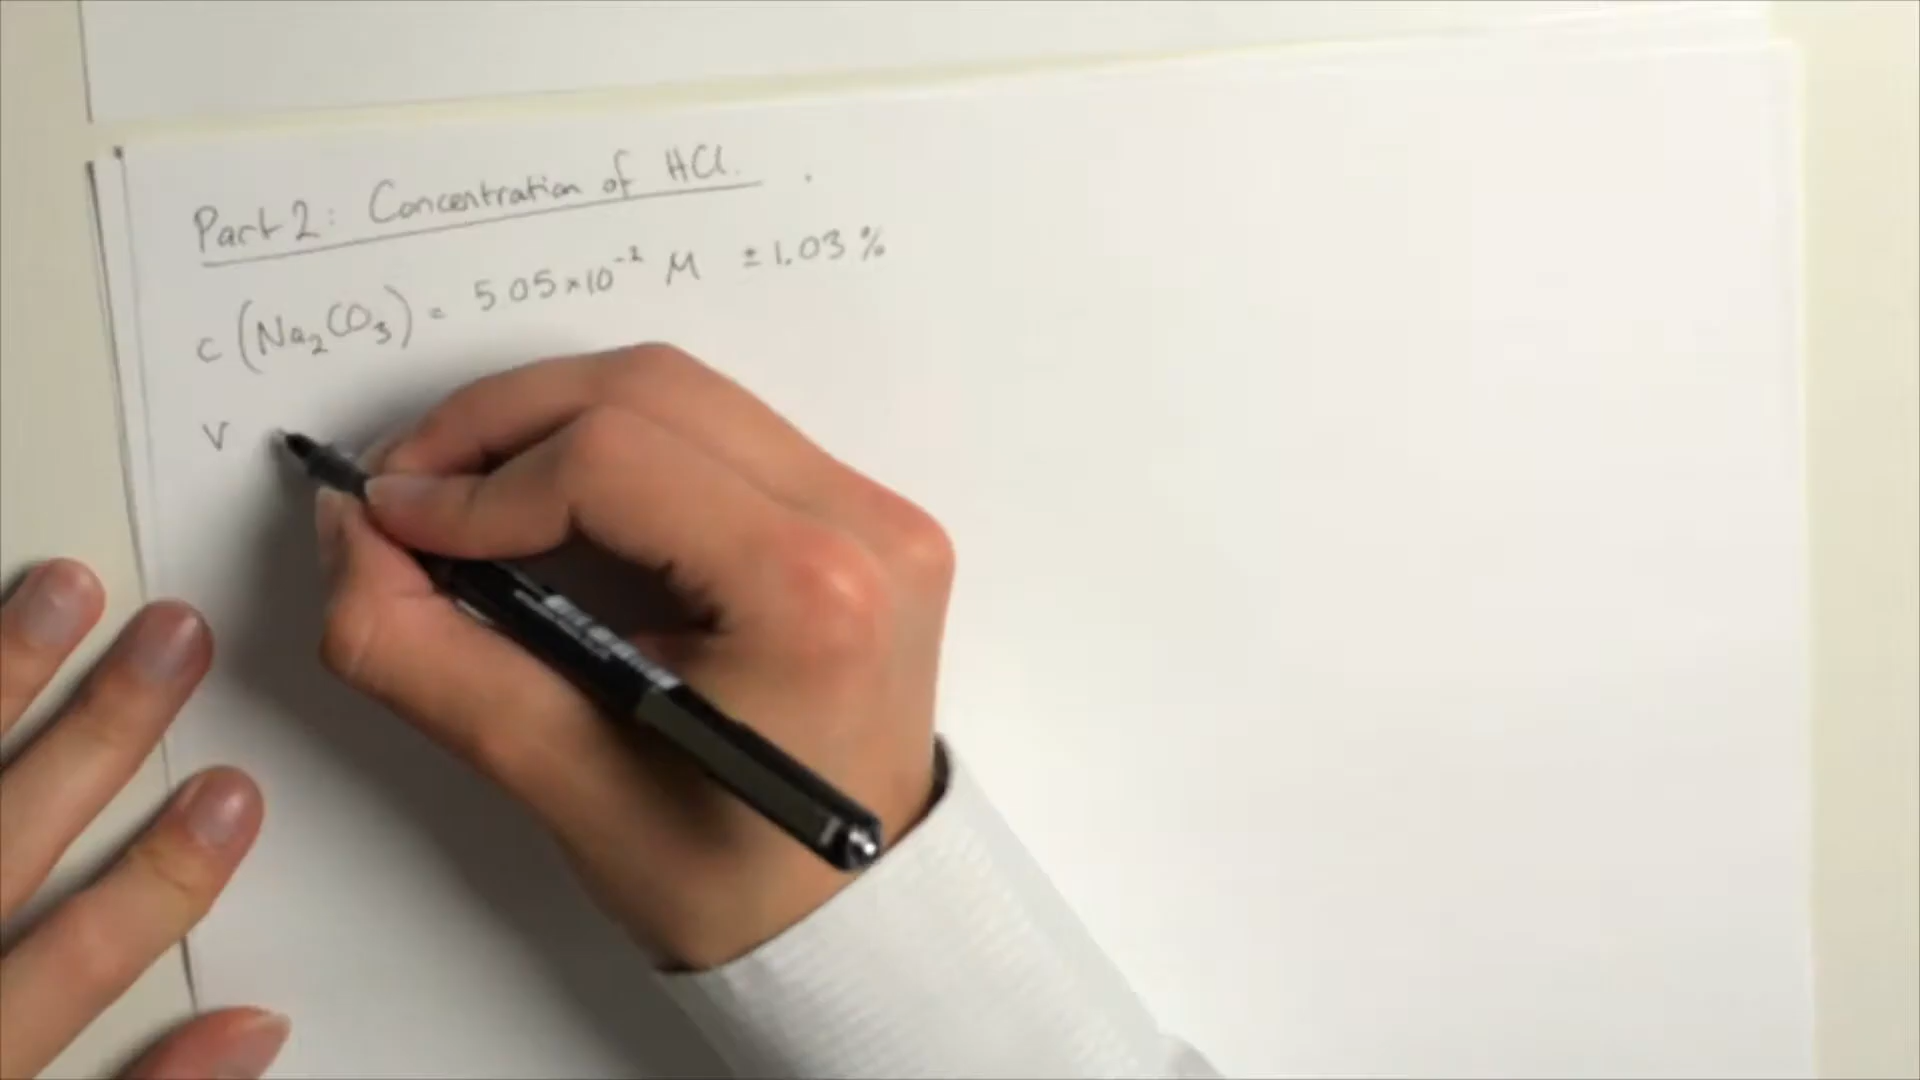 Part 2: Concentration of HCl.
c (Na₂CO₃) = 5.05×10⁻² M ± 1.03 %
V